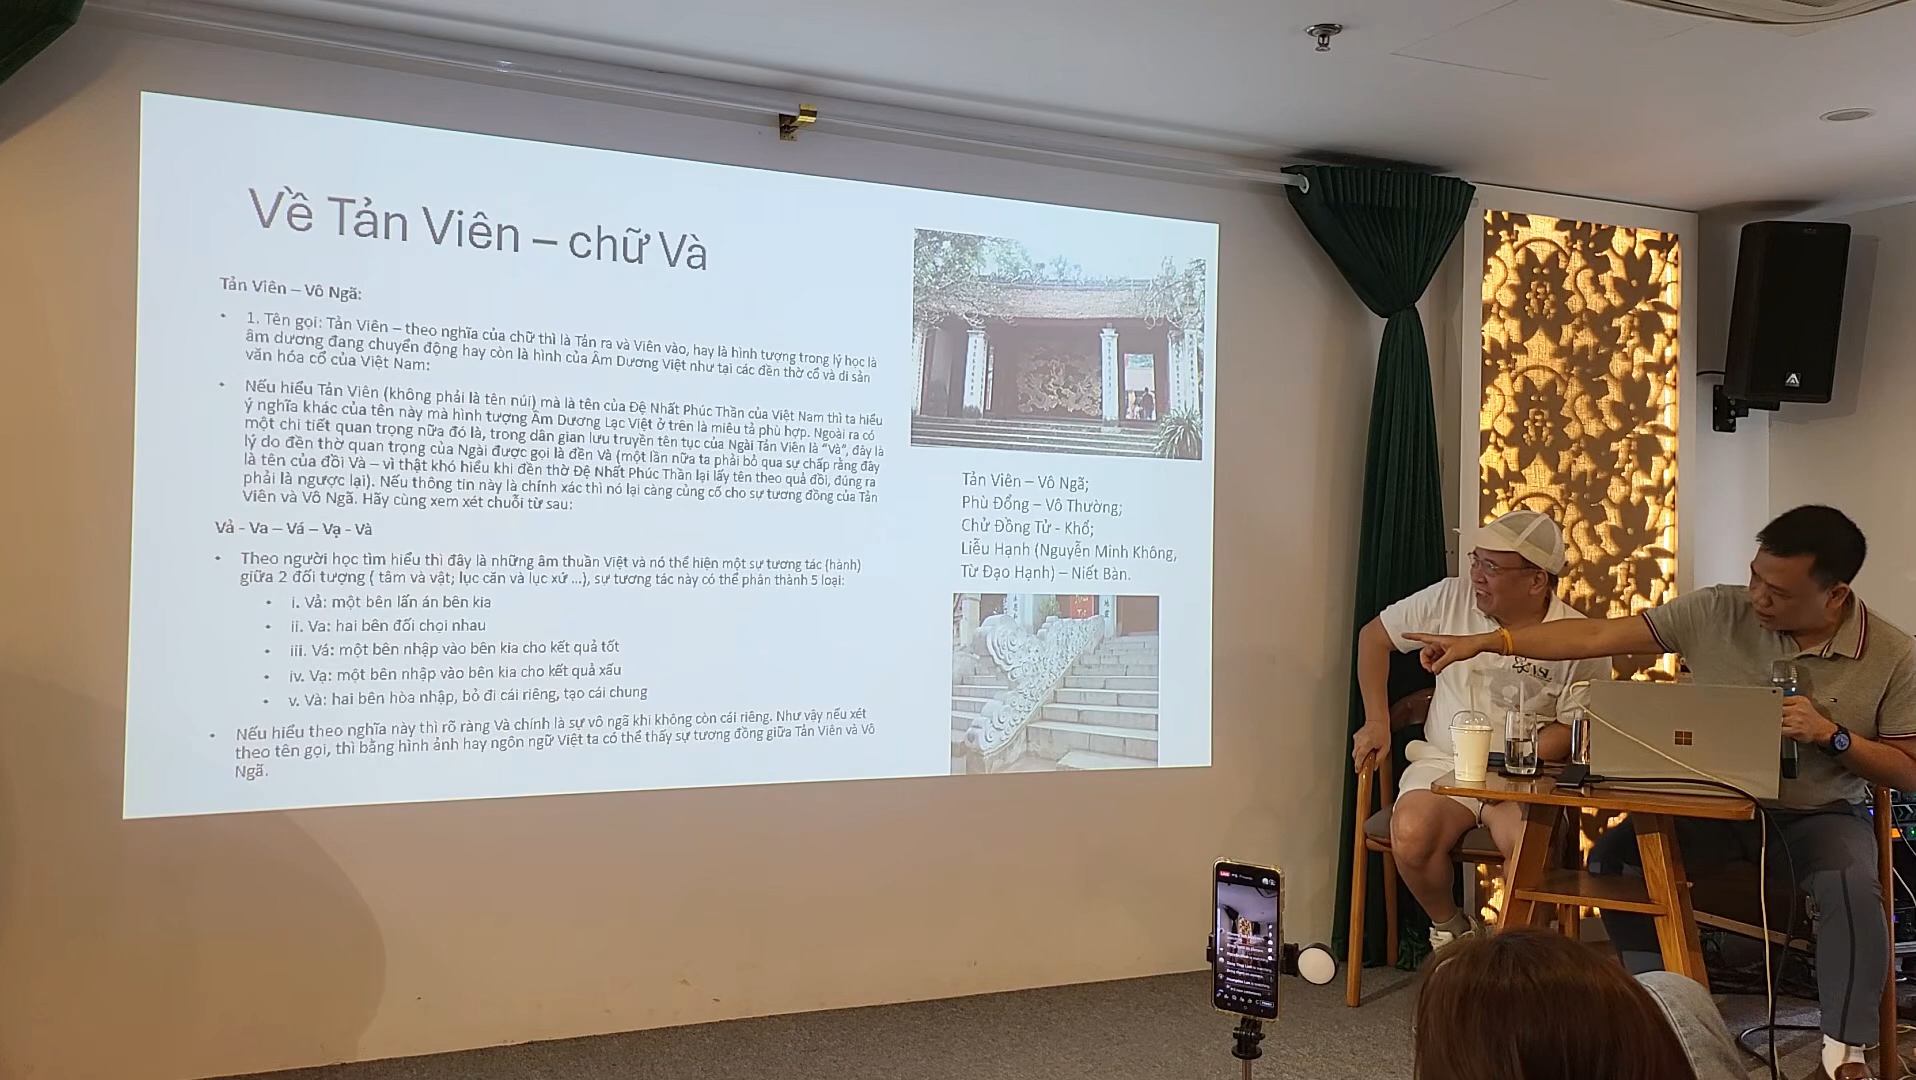 Về Tản Viên – chữ Và
Tản Viên – Vô Ngã:
• 1. Tên gọi: Tản Viên – theo nghĩa của chữ thì là Tản ra và Viên vào, hay là hình tượng trong lý học là
âm dương đang chuyển động hay còn là hình của Âm Dương Việt như tại các đền thờ cổ và di sản
văn hóa cổ của Việt Nam:
• Nếu hiểu Tản Viên (không phải là tên núi) mà là tên của Đệ Nhất Phúc Thần của Việt Nam thì ta hiểu
ý nghĩa khác của tên này mà hình tượng Âm Dương Lạc Việt ở trên là miêu tả phù hợp. Ngoài ra có
một chi tiết quan trọng nữa đó là, trong dân gian lưu truyền tên tục của Ngài Tản Viên là "Và", đây là
lý do đền thờ quan trọng của Ngài được gọi là đền Và (một lần nữa ta phải bỏ qua sự chấp rằng đây
là tên của đồi Và – vì thật khó hiểu khi đền thờ Đệ Nhất Phúc Thần lại lấy tên theo quả đồi, đúng ra
phải là ngược lại). Nếu thông tin này là chính xác thì nó lại càng củng cố cho sự tương đồng của Tản
Viên và Vô Ngã. Hãy cùng xem xét chuỗi từ sau:
Vả - Va – Vá – Vạ - Và
• Theo người học tìm hiểu thì đây là những âm thuần Việt và nó thể hiện một sự tương tác (hành)
giữa 2 đối tượng ( tâm và vật; lục căn và lục xứ ...), sự tương tác này có thể phân thành 5 loại:
• i. Vả: một bên lấn án bên kia
• ii. Va: hai bên đối chọi nhau
• iii. Vá: một bên nhập vào bên kia cho kết quả tốt
• iv. Vạ: một bên nhập vào bên kia cho kết quả xấu
• v. Và: hai bên hòa nhập, bỏ đi cái riêng, tạo cái chung
• Nếu hiểu theo nghĩa này thì rõ ràng Và chính là sự vô ngã khi không còn cái riêng. Như vậy nếu xét
theo tên gọi, thì bằng hình ảnh hay ngôn ngữ Việt ta có thể thấy sự tương đồng giữa Tản Viên và Vô
Ngã.
Tản Viên – Vô Ngã;
Phù Đổng – Vô Thường;
Chử Đồng Tử - Khổ;
Liễu Hạnh (Nguyễn Minh Không,
Từ Đạo Hạnh) – Niết Bàn.